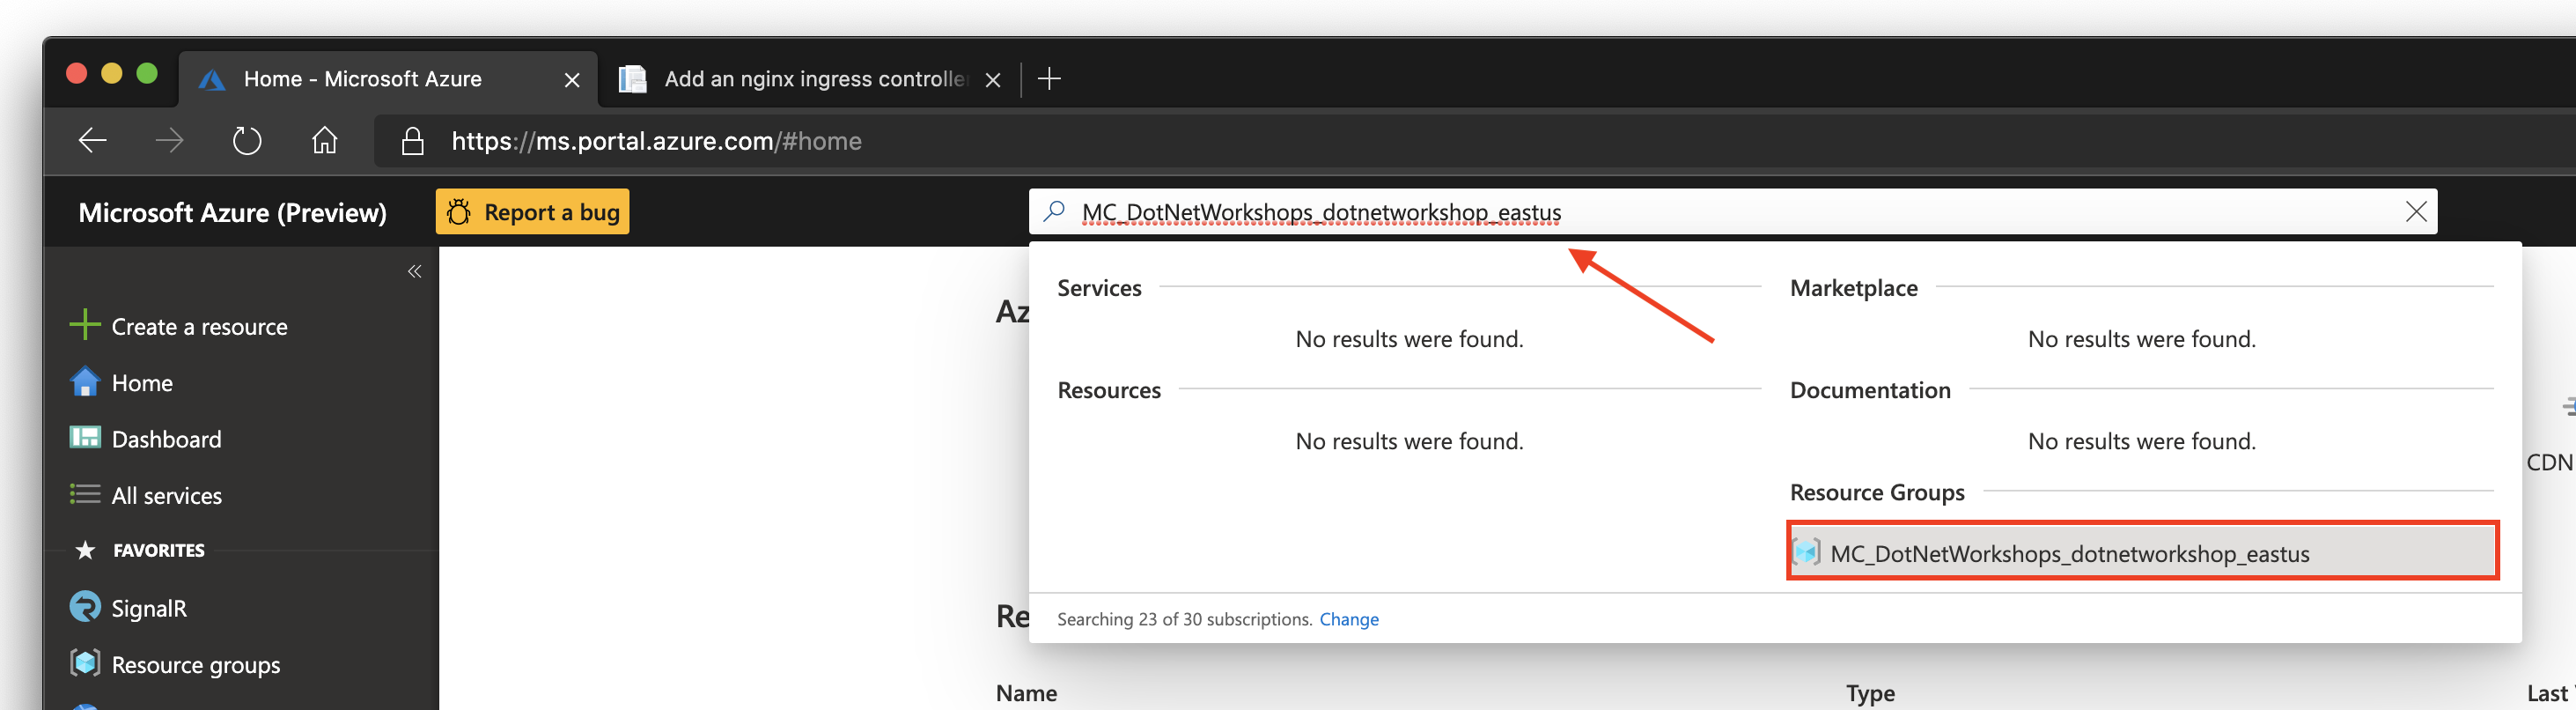 Home - Microsoft Azure
Add an nginx ingress controller
https://ms.portal.azure.com/#home
Microsoft Azure (Preview)
Report a bug
MC_DotNetWorkshops_dotnetworkshop_eastus
Create a resource
Home
Dashboard
All services
FAVORITES
SignalR
Resource groups
Az
Services
No results were found.
Resources
No results were found.
Marketplace
No results were found.
Documentation
No results were found.
Resource Groups
MC_DotNetWorkshops_dotnetworkshop_eastus
Searching 23 of 30 subscriptions. Change
CDN
Re
Name
Type
Last